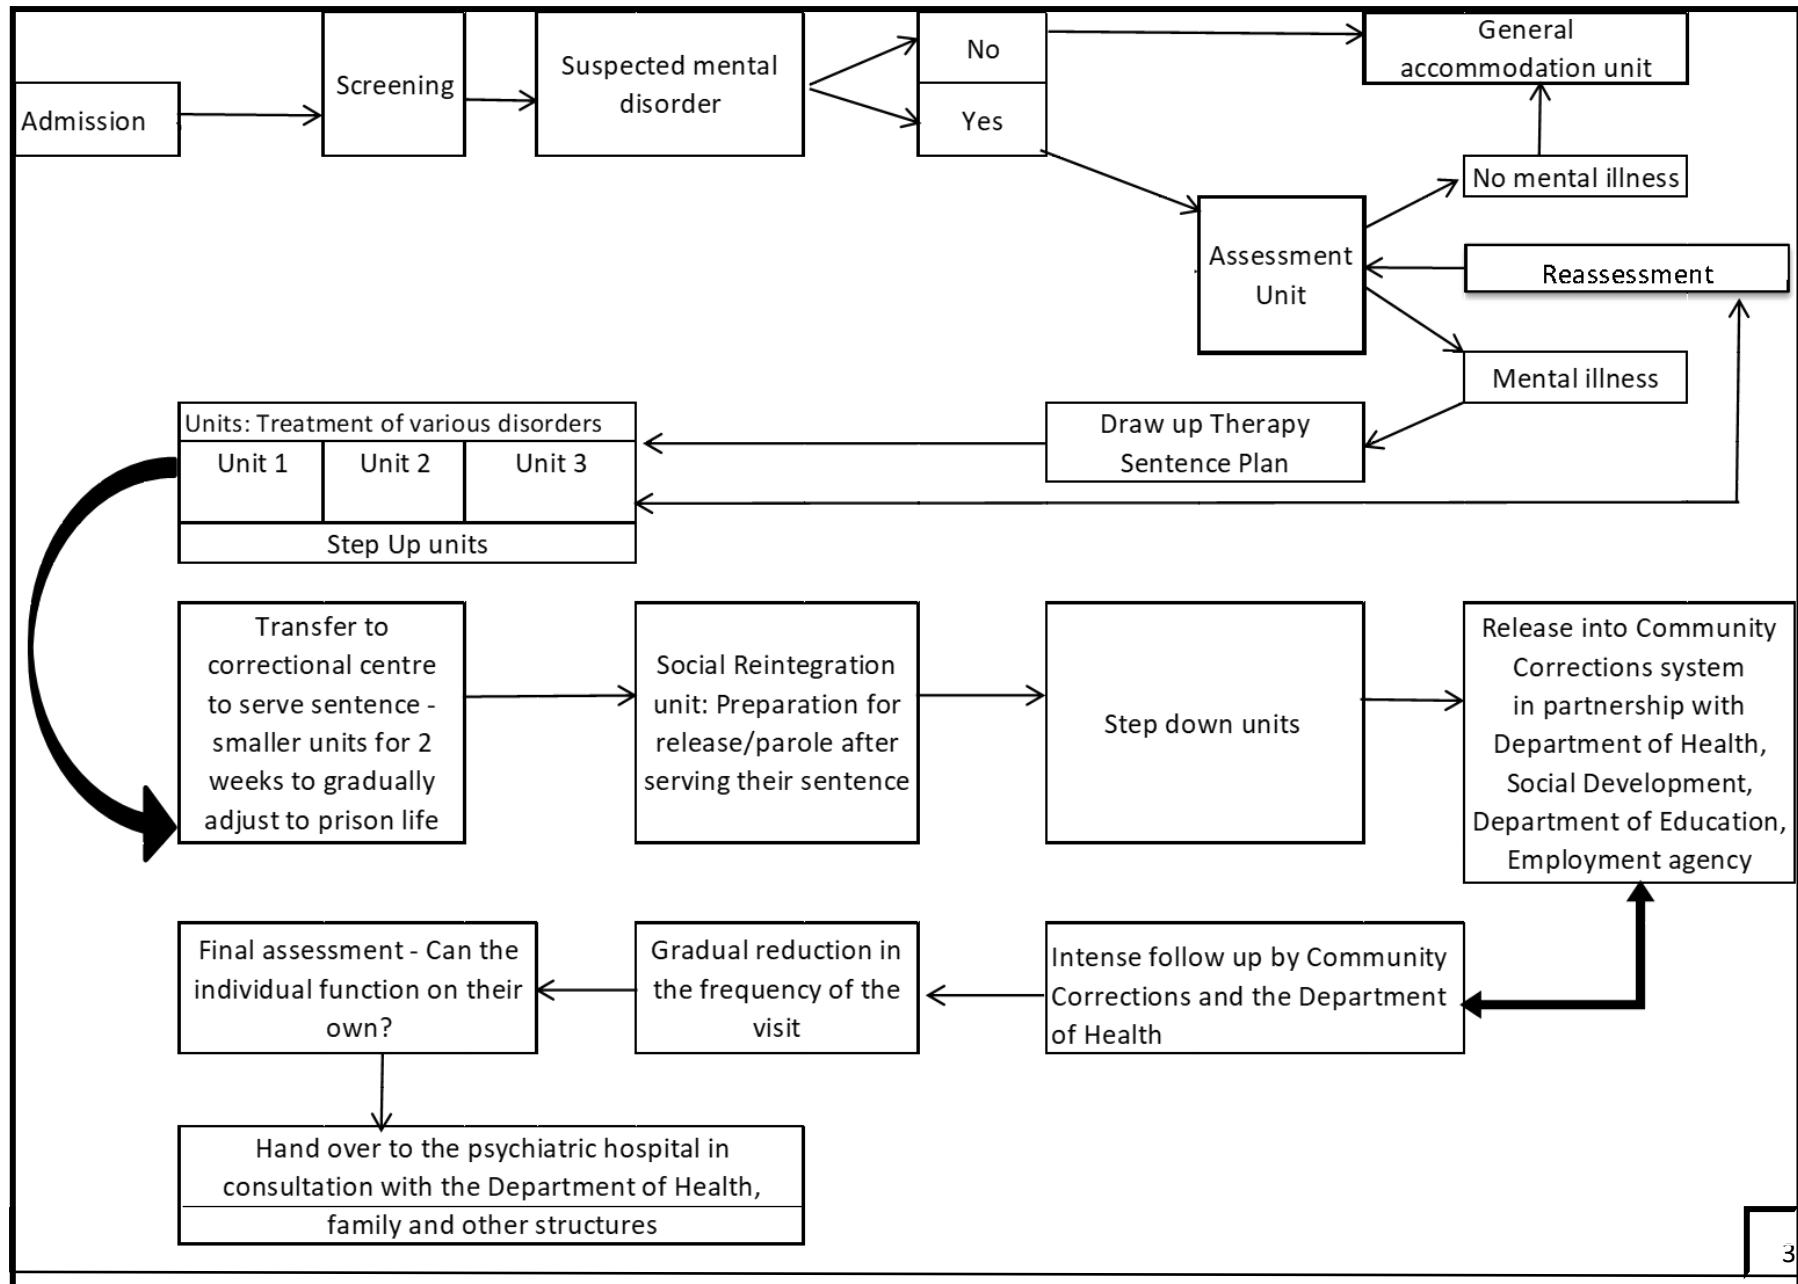 Admission
Screening
Suspected mental
disorder
No
Yes
General
accommodation unit
No mental illness
Assessment
Unit
Reassessment
Mental illness
Draw up Therapy
Sentence Plan
Units: Treatment of various disorders
Unit 1
Unit 2
Unit 3
Step Up units
Transfer to
correctional centre
to serve sentence -
smaller units for 2
weeks to gradually
adjust to prison life
Social Reintegration
unit: Preparation for
release/parole after
serving their sentence
Step down units
Release into Community
Corrections system
in partnership with
Department of Health,
Social Development,
Department of Education,
Employment agency
Intense follow up by Community
Corrections and the Department
of Health
Gradual reduction in
the frequency of the
visit
Final assessment - Can the
individual function on their
own?
Hand over to the psychiatric hospital in
consultation with the Department of Health,
family and other structures
3